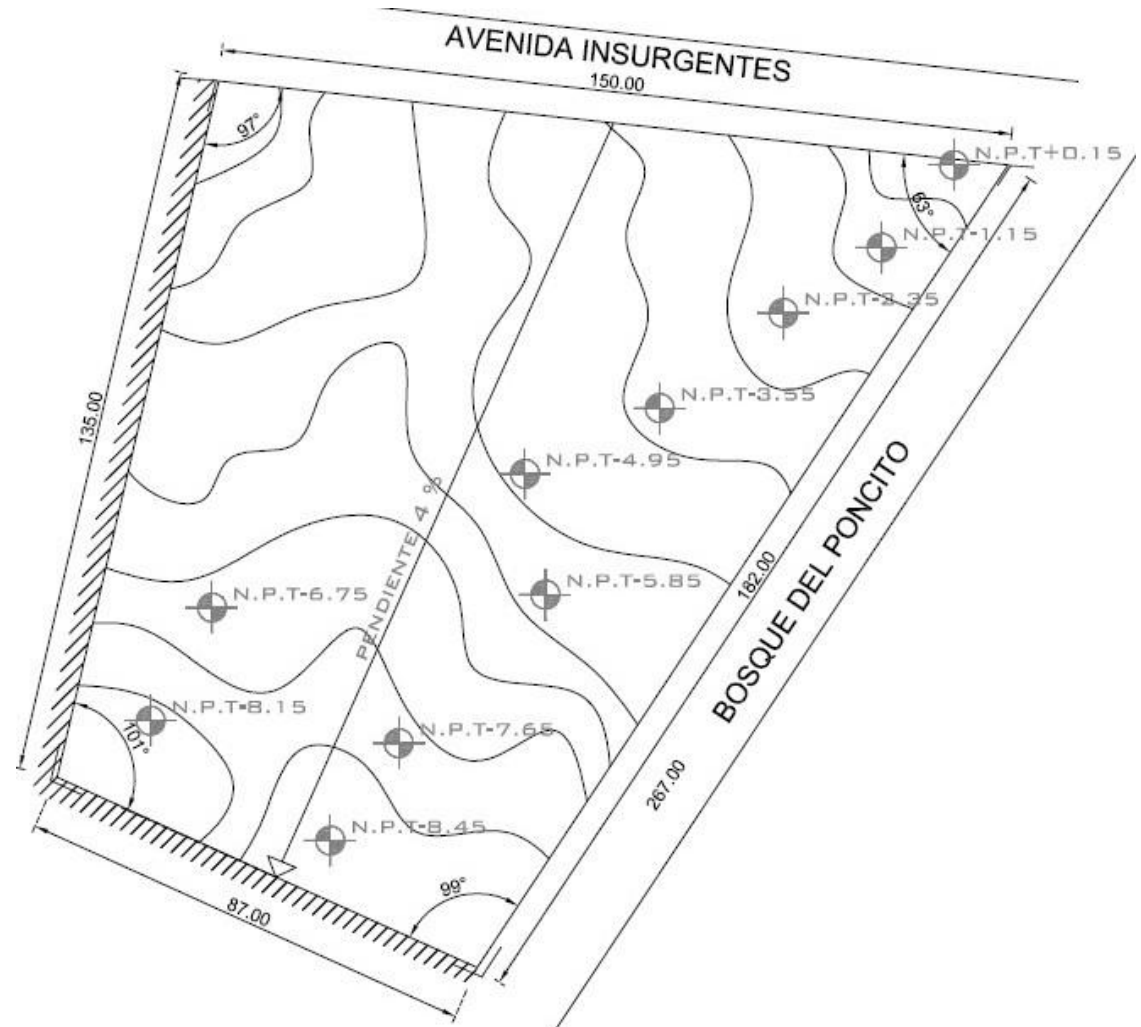 AVENIDA INSURGENTES
150.00
97°
N.P.T+0.15
63°
N.P.T-1.15
N.P.T-2.35
N.P.T-3.55
135.00
N.P.T-4.95
PENDIENTE 4 %
N.P.T-5.85
182.00
BOSQUE DEL PONCITO
N.P.T-6.75
N.P.T-8.15
101°
N.P.T-7.65
267.00
N.P.T-8.45
99°
87.00